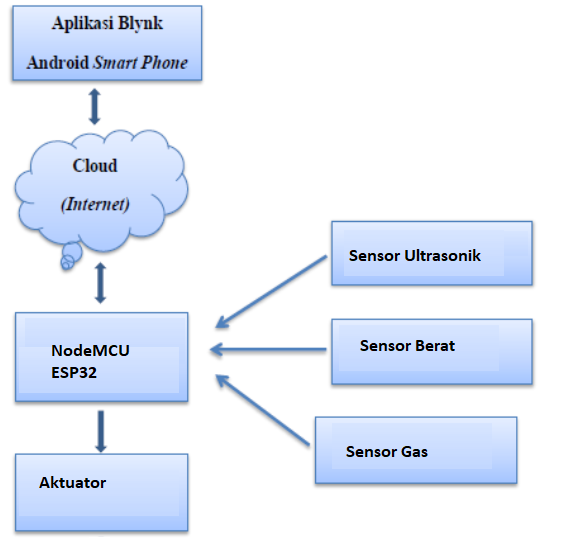 Aplikasi Blynk
Android Smart Phone
Cloud
(Internet)
Sensor Ultrasonik
NodeMCU
ESP32
Sensor Berat
Sensor Gas
Aktuator